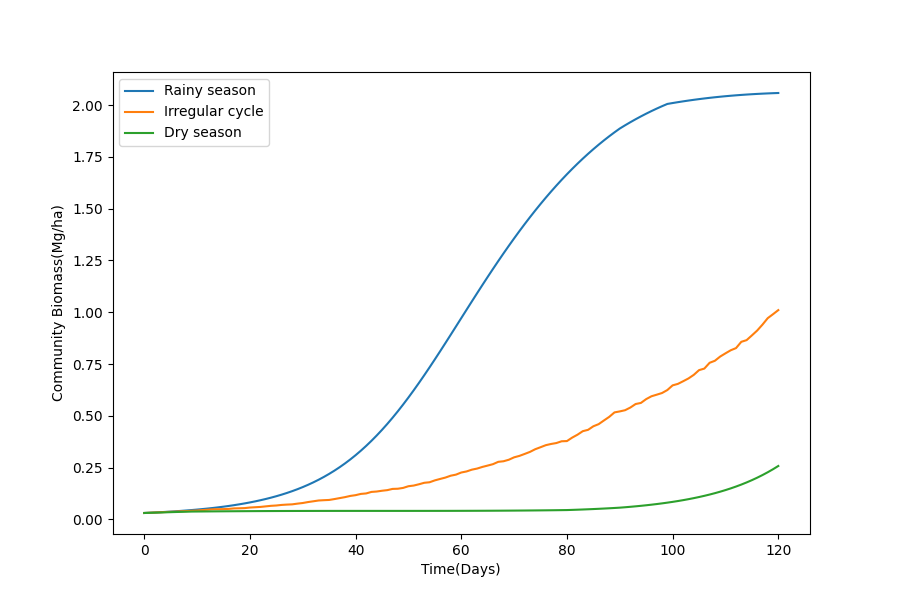 Rainy season
Irregular cycle
Dry season
2.00
1.75
1.50
1.25
1.00
0.75
0.50
0.25
0.00
Community Biomass(Mg/ha)
0 20 40 60 80 100 120
Time(Days)